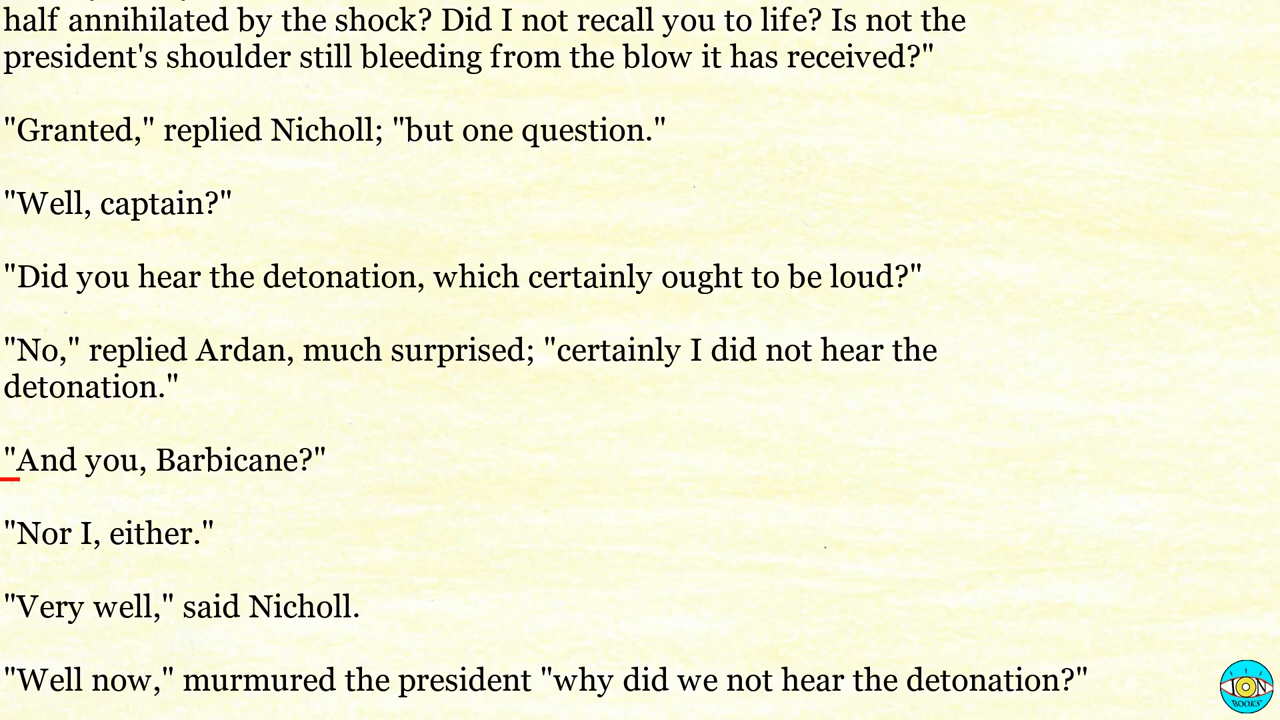 half annihilated by the shock? Did I not recall you to life? Is not the
president's shoulder still bleeding from the blow it has received?"
"Granted," replied Nicholl; "but one question."
"Well, captain?"
"Did you hear the detonation, which certainly ought to be loud?"
"No," replied Ardan, much surprised; "certainly I did not hear the
detonation."
"And you, Barbicane?"
"Nor I, either."
"Very well," said Nicholl.
"Well now," murmured the president "why did we not hear the detonation?"
ION
BOOKS